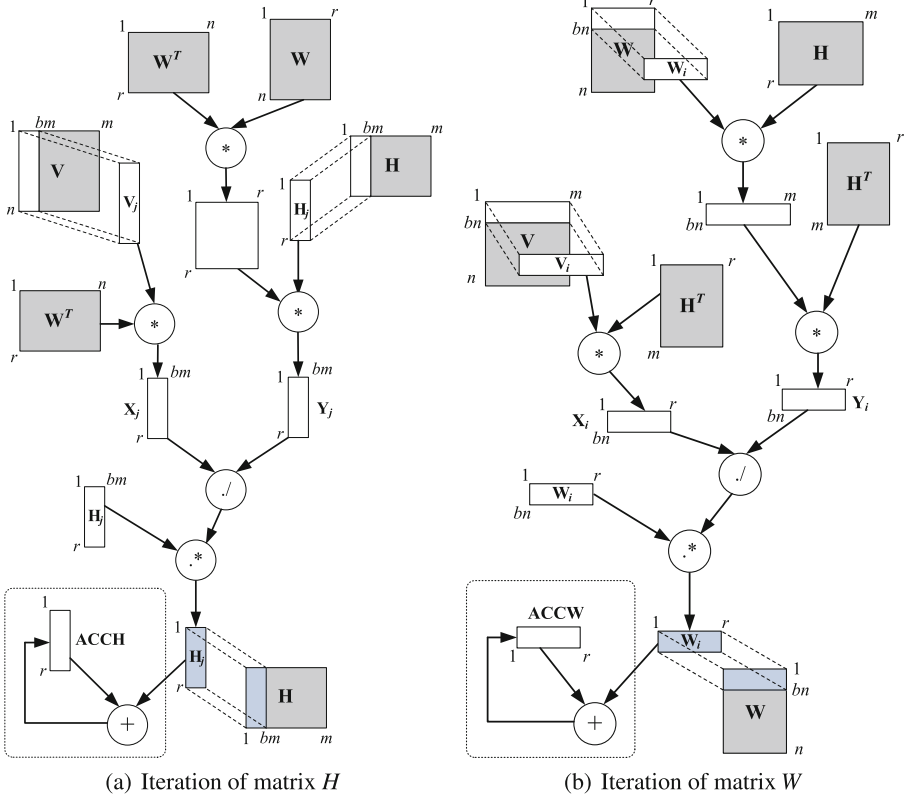 1 n
W^T
r
1 r
W
n
*
1 bm m
V
n
V_j
1 r
r
1 bm m
H
H_j
r
1 n
W^T
r
*
*
1 bm
X_j
r
1 bm
Y_j
r
./
1 bm
H_j
r
.*
1
ACCH
r
+
1
H_j
r
H
1 bm m
(a) Iteration of matrix H
1 r
bn
W
W_i
n
1 m
H
r
*
1 m
bn
r
H^T
m
1 m
bn
V
V_i
n
1 r
H^T
m
*
*
1 r
X_i
bn
1 r
Y_i
bn
./
1
W_i
bn
.*
ACCW
1 r
+
1 r
W_i
1
bn
W
n
(b) Iteration of matrix W